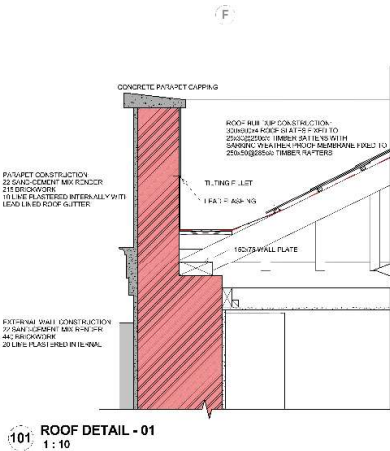 F
CONCRETE PARAPET CAPPING
ROOF BUILDUP CONSTRUCTION:
ROOF SLATES FIXED TO
TIMBER BATTENS WITH
SARKING WEATHER PROOF MEMBRANE FIXED TO
TIMBER RAFTERS
PARAPET CONSTRUCTION
22 SAND-CEMENT MIX RENDER
215 BRICKWORK
10 LIME PLASTERED INTERNALLY WITH
LEAD LINED ROOF GUTTER
TILTING FILLET
LEAD FLASHING
WALL PLATE
EXTERNAL WALL CONSTRUCTION
22 SAND-CEMENT MIX RENDER
440 BRICKWORK
20 LIME PLASTERED INTERNAL
101 ROOF DETAIL - 01
1 : 10